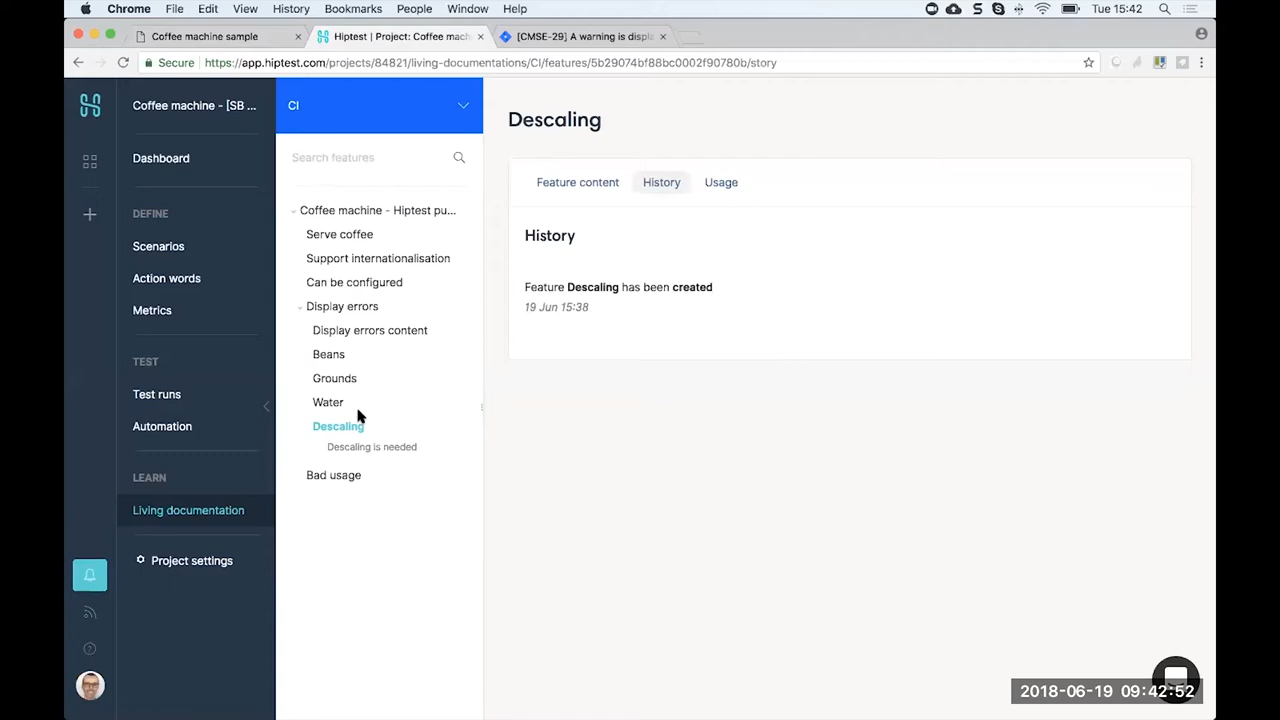 Chrome File Edit View History Bookmarks People Window Help Tue 15:42
Coffee machine sample
Hiptest | Project: Coffee mach
[CMSE-29] A warning is displa
Secure https://app.hiptest.com/projects/84821/living-documentations/CI/features/5b29074bf88bc0002f90780b/story
Coffee machine - [SB ...
Dashboard
DEFINE
Scenarios
Action words
Metrics
TEST
Test runs
Automation
LEARN
Living documentation
Project settings
CI
Search features
Coffee machine - Hiptest pu...
Serve coffee
Support internationalisation
Can be configured
Display errors
Display errors content
Beans
Grounds
Water
Descaling
Descaling is needed
Bad usage
Descaling
Feature content History Usage
History
Feature Descaling has been created
19 Jun 15:38
2018-06-19 09:42:52